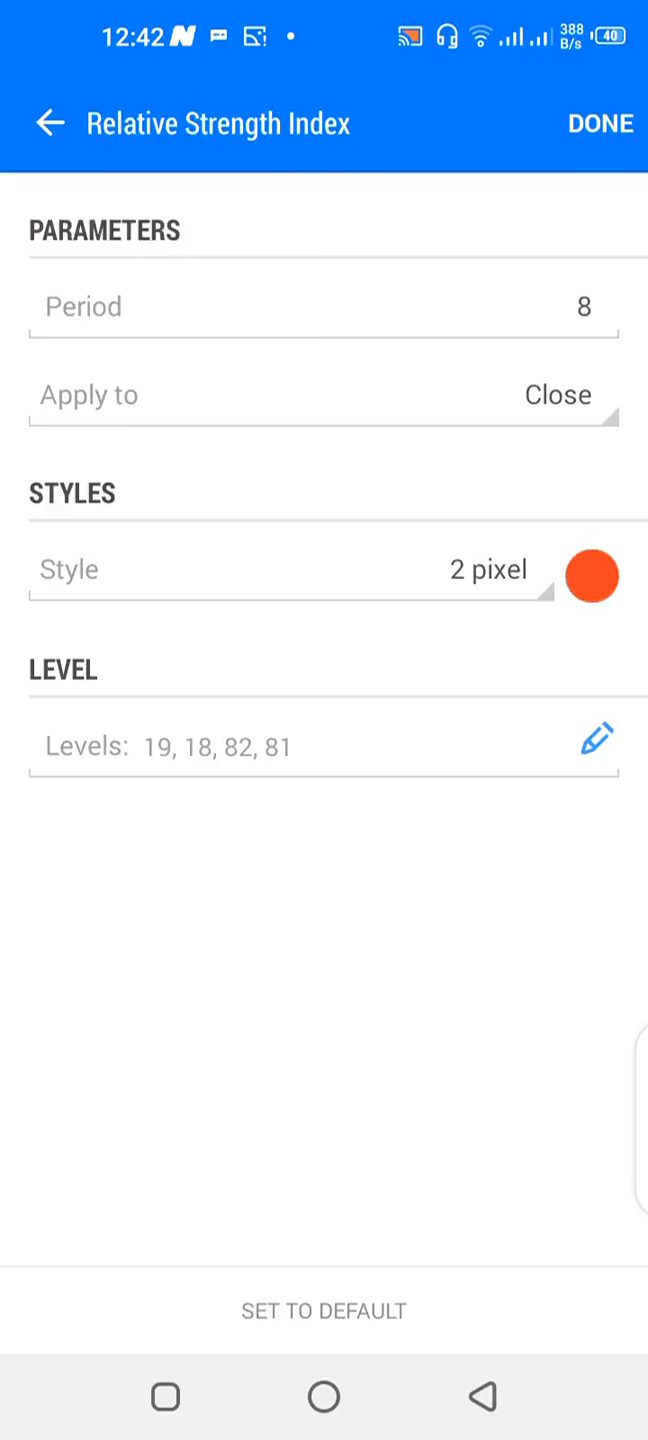 12:42 N 388 B/s 40
Relative Strength Index DONE
PARAMETERS
Period 8
Apply to Close
STYLES
Style 2 pixel
LEVEL
Levels: 19, 18, 82, 81
SET TO DEFAULT